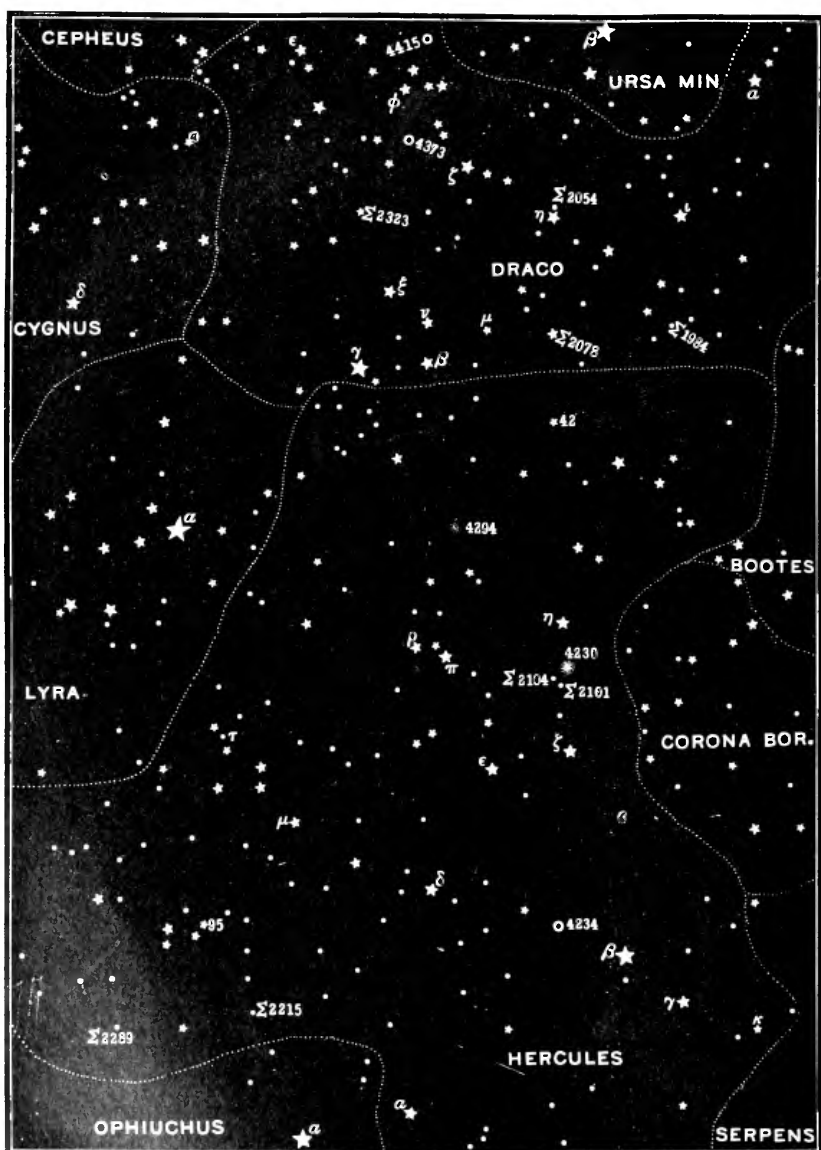 CEPHEUS
ε
4415
β
URSA MIN
α
φ
4373
ζ
Σ2054
η
ι
Σ2323
DRACO
ξ
δ
CYGNUS
ν
μ
Σ2078
Σ1984
γ
β
42
α
4294
BOOTES
η
ρ
π
4230
Σ2104
Σ2101
LYRA
τ
CORONA BOR.
ζ
ε
μ
δ
95
4234
β
γ
κ
Σ2215
Σ2289
HERCULES
α
OPHIUCHUS
α
SERPENS